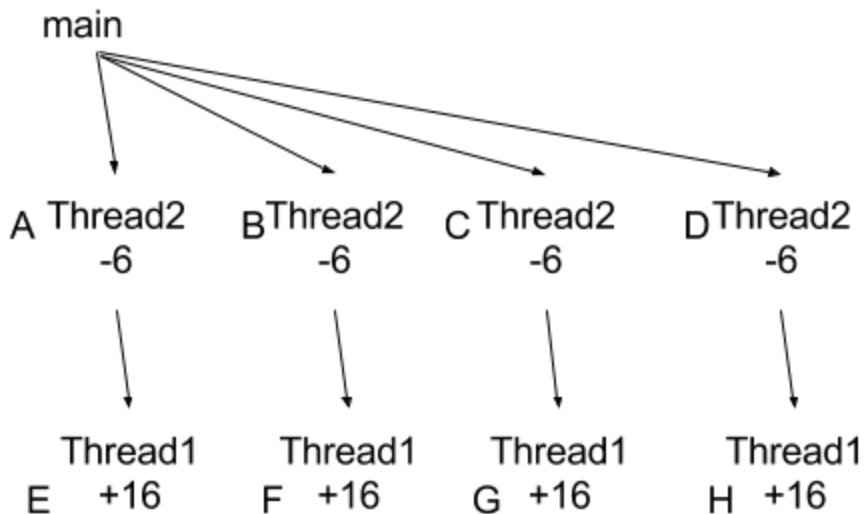 main
A Thread2 B Thread2 C Thread2 D Thread2
-6 -6 -6 -6
Thread1 Thread1 Thread1 Thread1
E +16 F +16 G +16 H +16